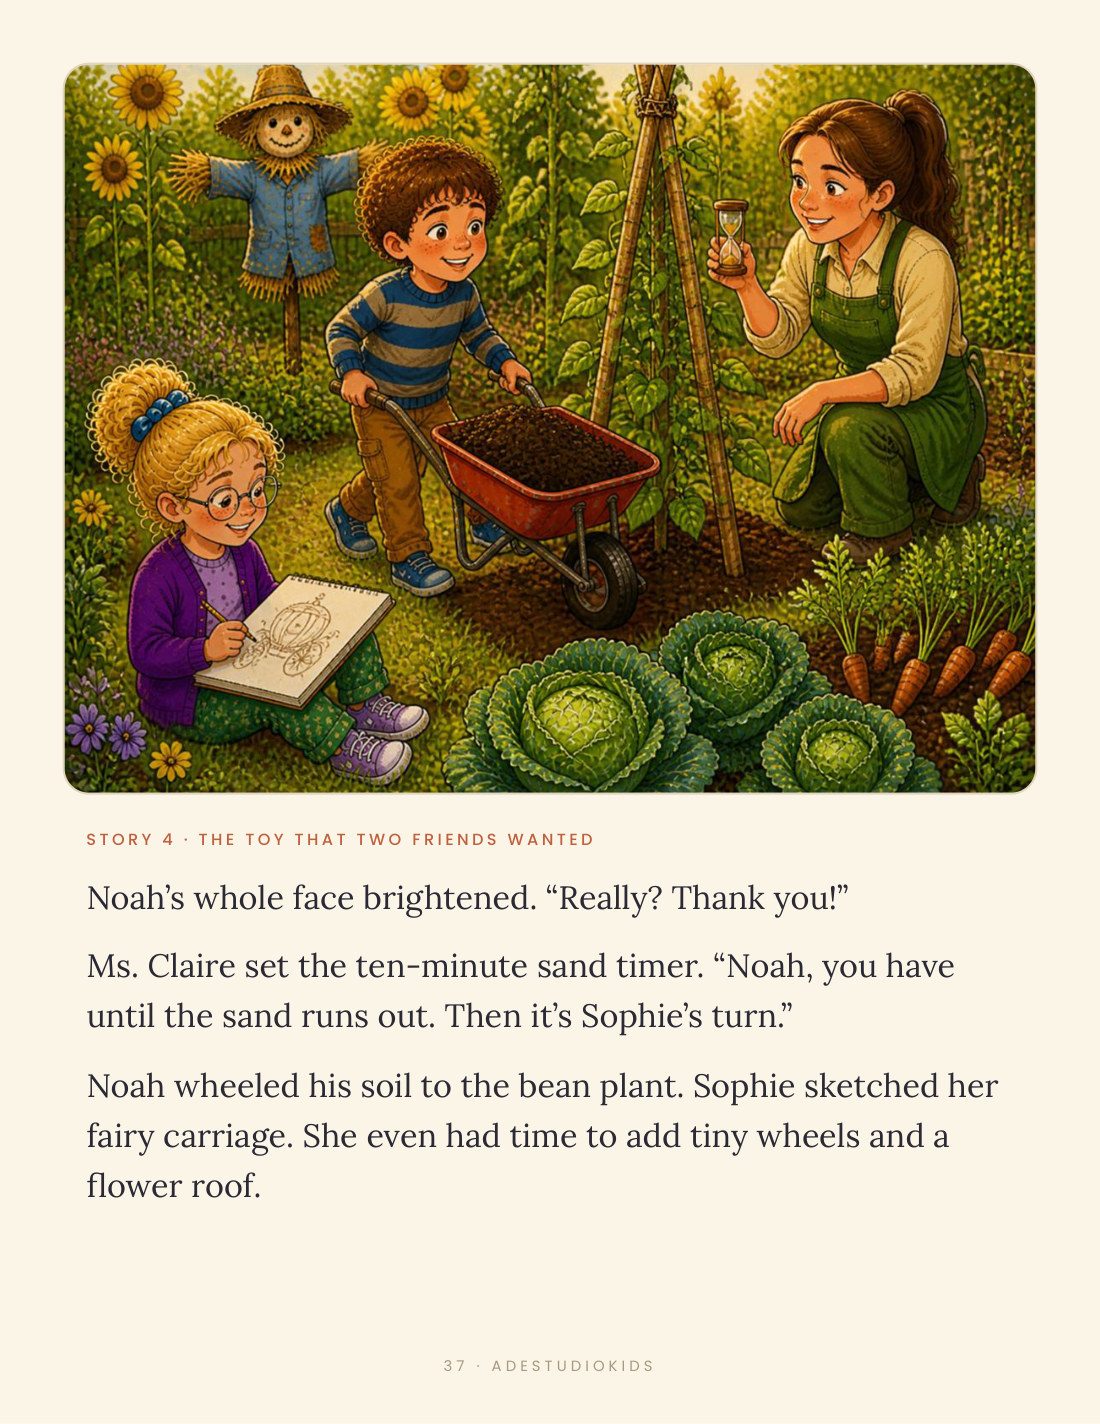 STORY 4 · THE TOY THAT TWO FRIENDS WANTED
Noah’s whole face brightened. “Really? Thank you!”
Ms. Claire set the ten-minute sand timer. “Noah, you have
until the sand runs out. Then it’s Sophie’s turn.”
Noah wheeled his soil to the bean plant. Sophie sketched her
fairy carriage. She even had time to add tiny wheels and a
flower roof.
37 · ADESTUDIOKIDS